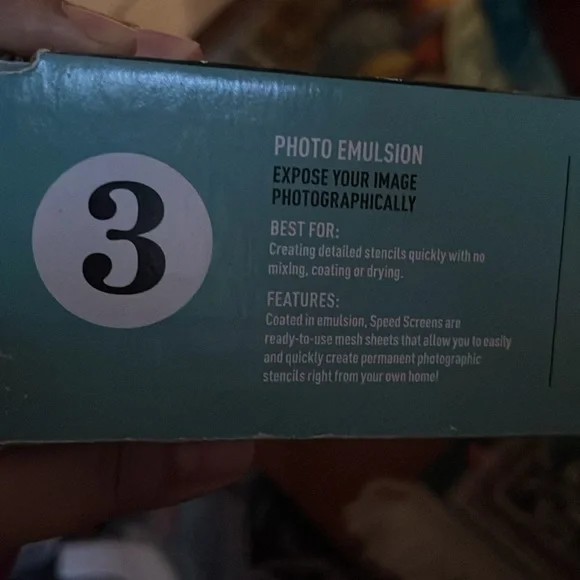 3
PHOTO EMULSION
EXPOSE YOUR IMAGE
PHOTOGRAPHICALLY
BEST FOR:
Creating detailed stencils quickly with no
mixing, coating or drying.
FEATURES:
Coated in emulsion, Speed Screens are
ready-to-use mesh sheets that allow you to easily
and quickly create permanent photographic
stencils right from your own home!